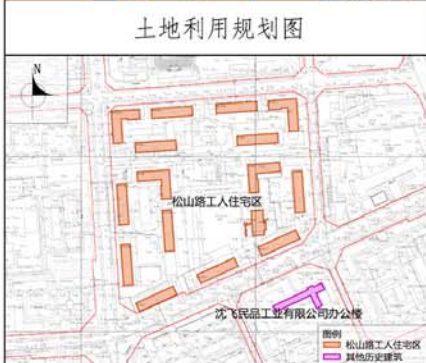 土地利用规划图
N
松山路工人住宅区
沈飞民品工业有限公司办公楼
图例
松山路工人住宅区
其他历史建筑